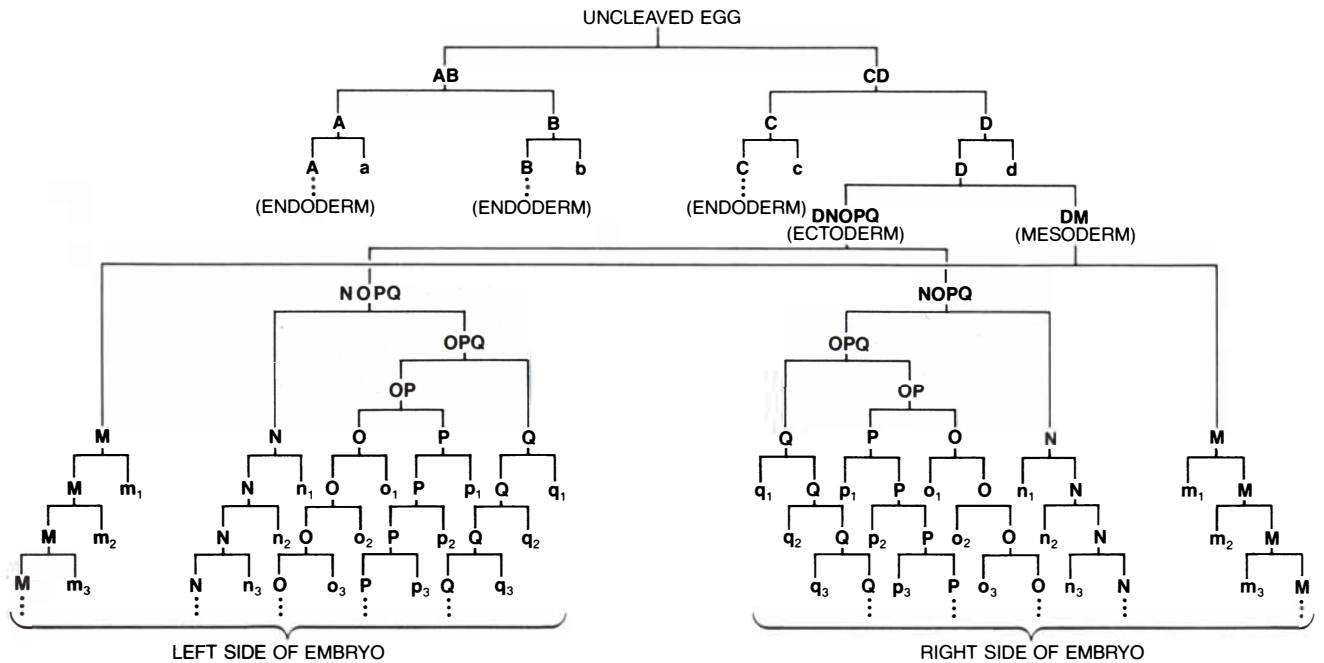 UNCLEAVED EGG
AB CD
A B C D
A a B b C c D d
(ENDODERM) (ENDODERM) (ENDODERM) DNOPQ DM
(ECTODERM) (MESODERM)
NOPQ NOPQ
OPQ OPQ
OP OP
M N O P Q Q P O N M
M m₁ N n₁ O o₁ P p₁ Q q₁ q₁ Q p₁ P o₁ O n₁ N m₁ M
M m₂ N n₂ O o₂ P p₂ Q q₂ q₂ Q p₂ P o₂ O n₂ N m₂ M
M m₃ N n₃ O o₃ P p₃ Q q₃ q₃ Q p₃ P o₃ O n₃ N m₃ M
LEFT SIDE OF EMBRYO RIGHT SIDE OF EMBRYO